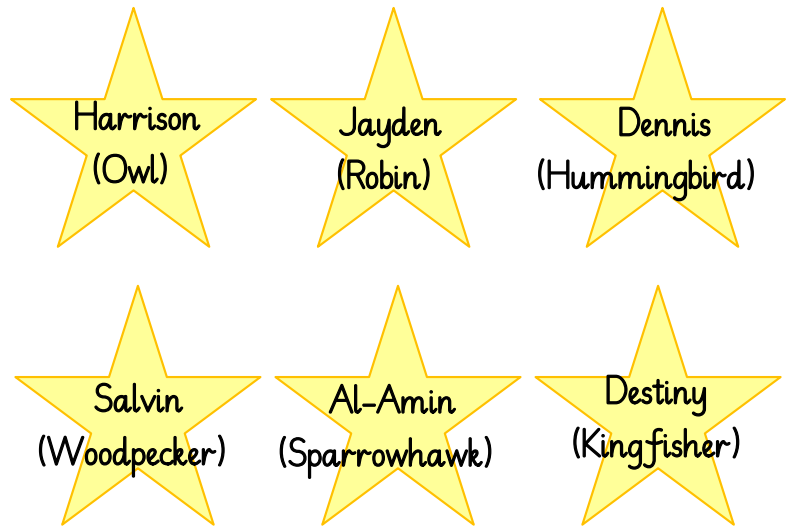 Harrison
(Owl)
Jayden
(Robin)
Dennis
(Hummingbird)
Salvin
(Woodpecker)
Al-Amin
(Sparrowhawk)
Destiny
(Kingfisher)